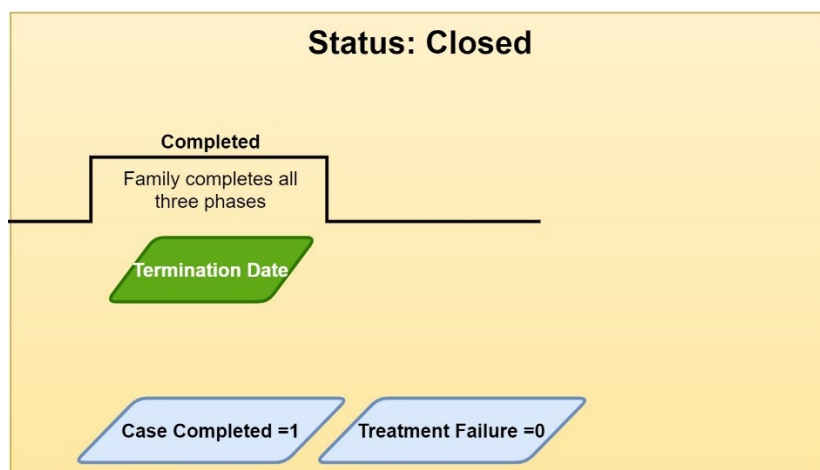 Status: Closed
Completed
Family completes all
three phases
Termination Date
Case Completed =1
Treatment Failure =0